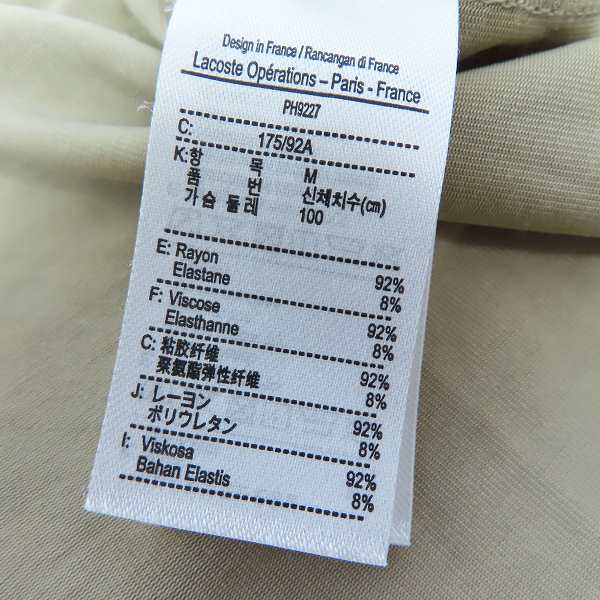 Design in France / Rancangan di France
Lacoste Opérations – Paris - France
PH9227
C: 175/92A
K: 항 목 M
품 번 신체치수(㎝)
가슴 둘레 100
E: Rayon 92%
Elastane 8%
F: Viscose 92%
Elasthanne 8%
C: 粘胶纤维 92%
聚氨酯弹性纤维 8%
J: レーヨン 92%
ポリウレタン 8%
I: Viskosa 92%
Bahan Elastis 8%